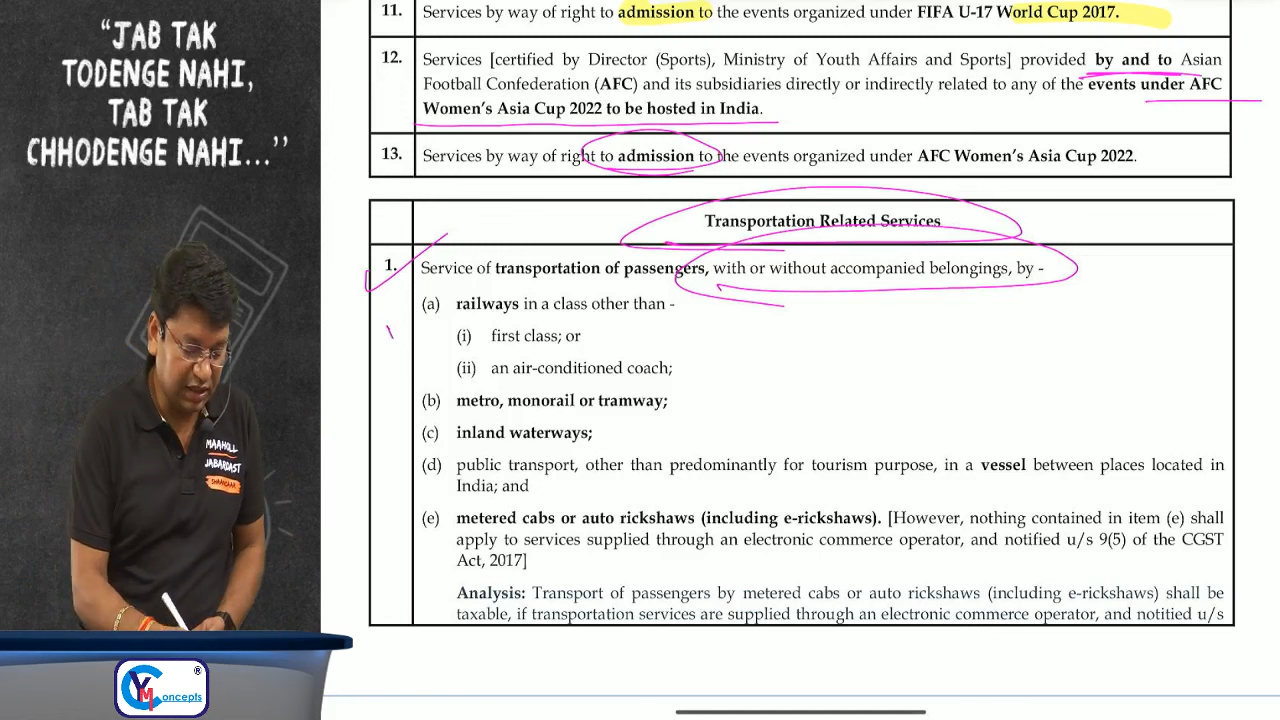 “JAB TAK
TODENGE NAHI,
TAB TAK
CHHODENGE NAHI...’’
11. Services by way of right to admission to the events organized under FIFA U-17 World Cup 2017.
12. Services [certified by Director (Sports), Ministry of Youth Affairs and Sports] provided by and to Asian
Football Confederation (AFC) and its subsidiaries directly or indirectly related to any of the events under AFC
Women’s Asia Cup 2022 to be hosted in India.
13. Services by way of right to admission to the events organized under AFC Women’s Asia Cup 2022.
Transportation Related Services
1. Service of transportation of passengers, with or without accompanied belongings, by -
(a) railways in a class other than -
(i) first class; or
(ii) an air-conditioned coach;
(b) metro, monorail or tramway;
(c) inland waterways;
(d) public transport, other than predominantly for tourism purpose, in a vessel between places located in
India; and
(e) metered cabs or auto rickshaws (including e-rickshaws). [However, nothing contained in item (e) shall
apply to services supplied through an electronic commerce operator, and notified u/s 9(5) of the CGST
Act, 2017]
Analysis: Transport of passengers by metered cabs or auto rickshaws (including e-rickshaws) shall be
taxable, if transportation services are supplied through an electronic commerce operator, and notitied u/s
MAAHOLL
JABARDAST
YM Concepts
®